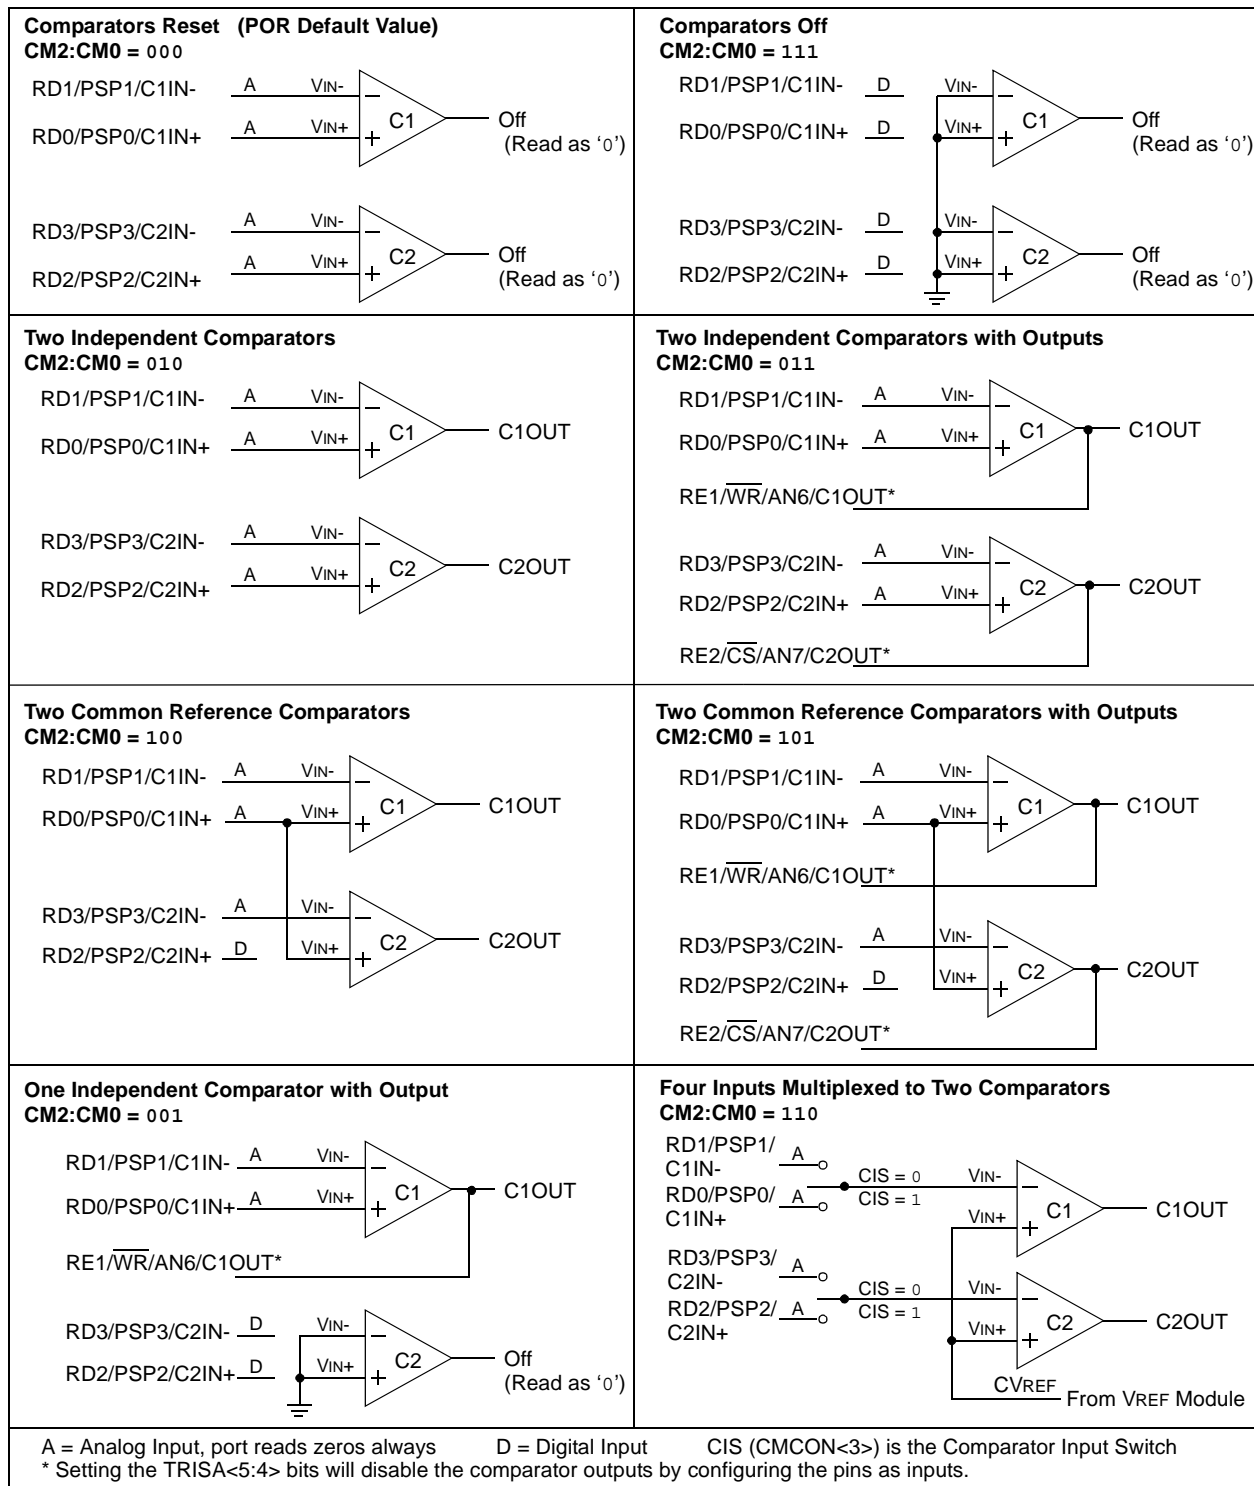 Comparators Reset (POR Default Value)
CM2:CM0 = 000
RD1/PSP1/C1IN- A VIN- −
RD0/PSP0/C1IN+ A VIN+ + C1 Off
(Read as ‘0’)
RD3/PSP3/C2IN- A VIN- −
RD2/PSP2/C2IN+ A VIN+ + C2 Off
(Read as ‘0’)
Comparators Off
CM2:CM0 = 111
RD1/PSP1/C1IN- D VIN- −
RD0/PSP0/C1IN+ D VIN+ + C1 Off
(Read as ‘0’)
RD3/PSP3/C2IN- D VIN- −
RD2/PSP2/C2IN+ D VIN+ + C2 Off
(Read as ‘0’)
Two Independent Comparators
CM2:CM0 = 010
RD1/PSP1/C1IN- A VIN- −
RD0/PSP0/C1IN+ A VIN+ + C1 C1OUT
RD3/PSP3/C2IN- A VIN- −
RD2/PSP2/C2IN+ A VIN+ + C2 C2OUT
Two Independent Comparators with Outputs
CM2:CM0 = 011
RD1/PSP1/C1IN- A VIN- −
RD0/PSP0/C1IN+ A VIN+ + C1 C1OUT
RE1/W̅R̅/AN6/C1OUT*
RD3/PSP3/C2IN- A VIN- −
RD2/PSP2/C2IN+ A VIN+ + C2 C2OUT
RE2/C̅S̅/AN7/C2OUT*
Two Common Reference Comparators
CM2:CM0 = 100
RD1/PSP1/C1IN- A VIN- −
RD0/PSP0/C1IN+ A VIN+ + C1 C1OUT
RD3/PSP3/C2IN- A VIN- −
RD2/PSP2/C2IN+ D VIN+ + C2 C2OUT
Two Common Reference Comparators with Outputs
CM2:CM0 = 101
RD1/PSP1/C1IN- A VIN- −
RD0/PSP0/C1IN+ A VIN+ + C1 C1OUT
RE1/W̅R̅/AN6/C1OUT*
RD3/PSP3/C2IN- A VIN- −
RD2/PSP2/C2IN+ D VIN+ + C2 C2OUT
RE2/C̅S̅/AN7/C2OUT*
One Independent Comparator with Output
CM2:CM0 = 001
RD1/PSP1/C1IN- A VIN- −
RD0/PSP0/C1IN+ A VIN+ + C1 C1OUT
RE1/W̅R̅/AN6/C1OUT*
RD3/PSP3/C2IN- D VIN- −
RD2/PSP2/C2IN+ D VIN+ + C2 Off
(Read as ‘0’)
Four Inputs Multiplexed to Two Comparators
CM2:CM0 = 110
RD1/PSP1/
C1IN- A
CIS = 0 VIN- −
RD0/PSP0/ A CIS = 1
C1IN+ VIN+ + C1 C1OUT
RD3/PSP3/
C2IN- A
CIS = 0 VIN- −
RD2/PSP2/ A CIS = 1
C2IN+ VIN+ + C2 C2OUT
CVREF
From VREF Module
A = Analog Input, port reads zeros always D = Digital Input CIS (CMCON<3>) is the Comparator Input Switch
* Setting the TRISA<5:4> bits will disable the comparator outputs by configuring the pins as inputs.